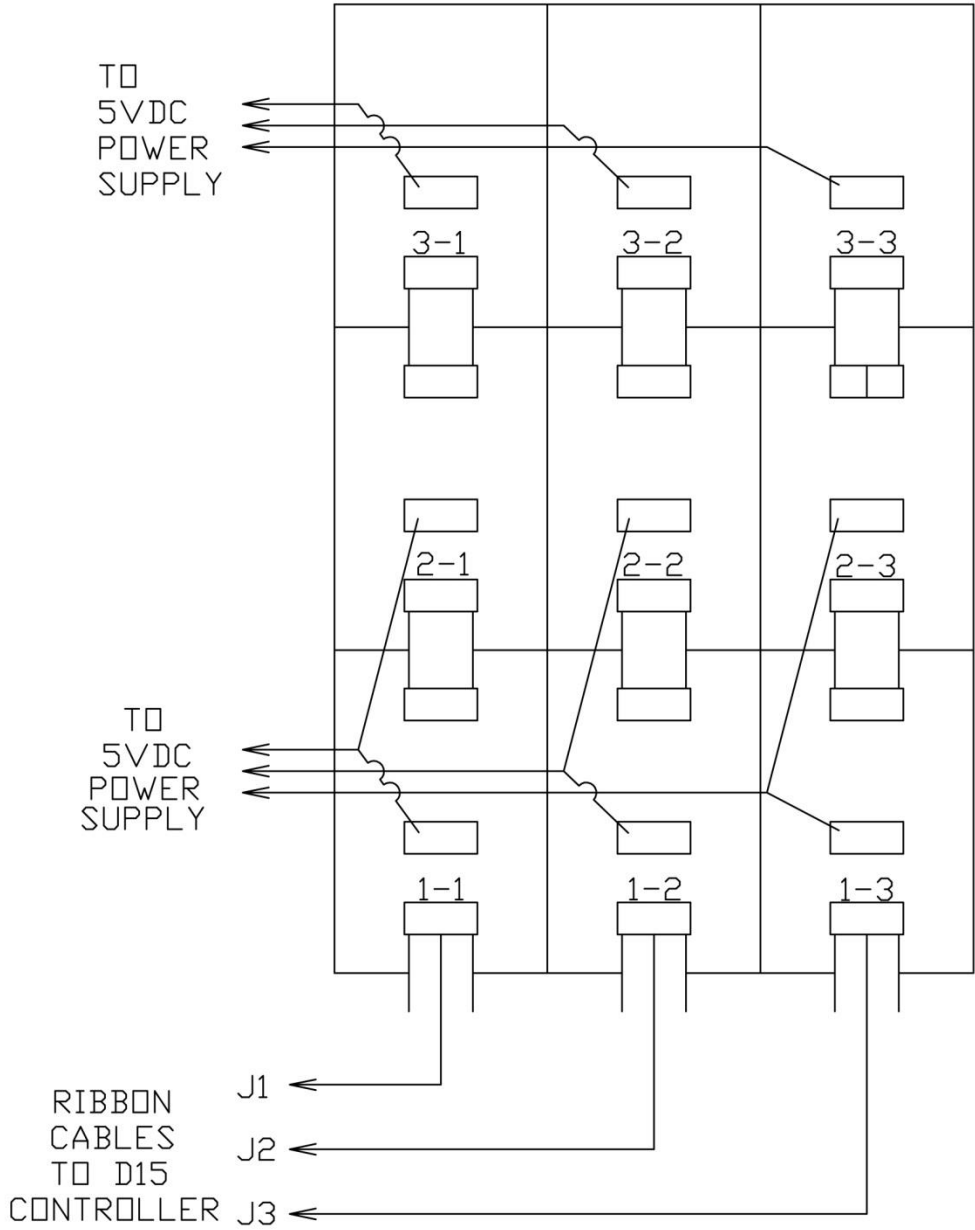 TO
5VDC
POWER
SUPPLY
3-1 3-2 3-3
2-1 2-2 2-3
TO
5VDC
POWER
SUPPLY
1-1 1-2 1-3
RIBBON
CABLES
TO D15
CONTROLLER
J1
J2
J3